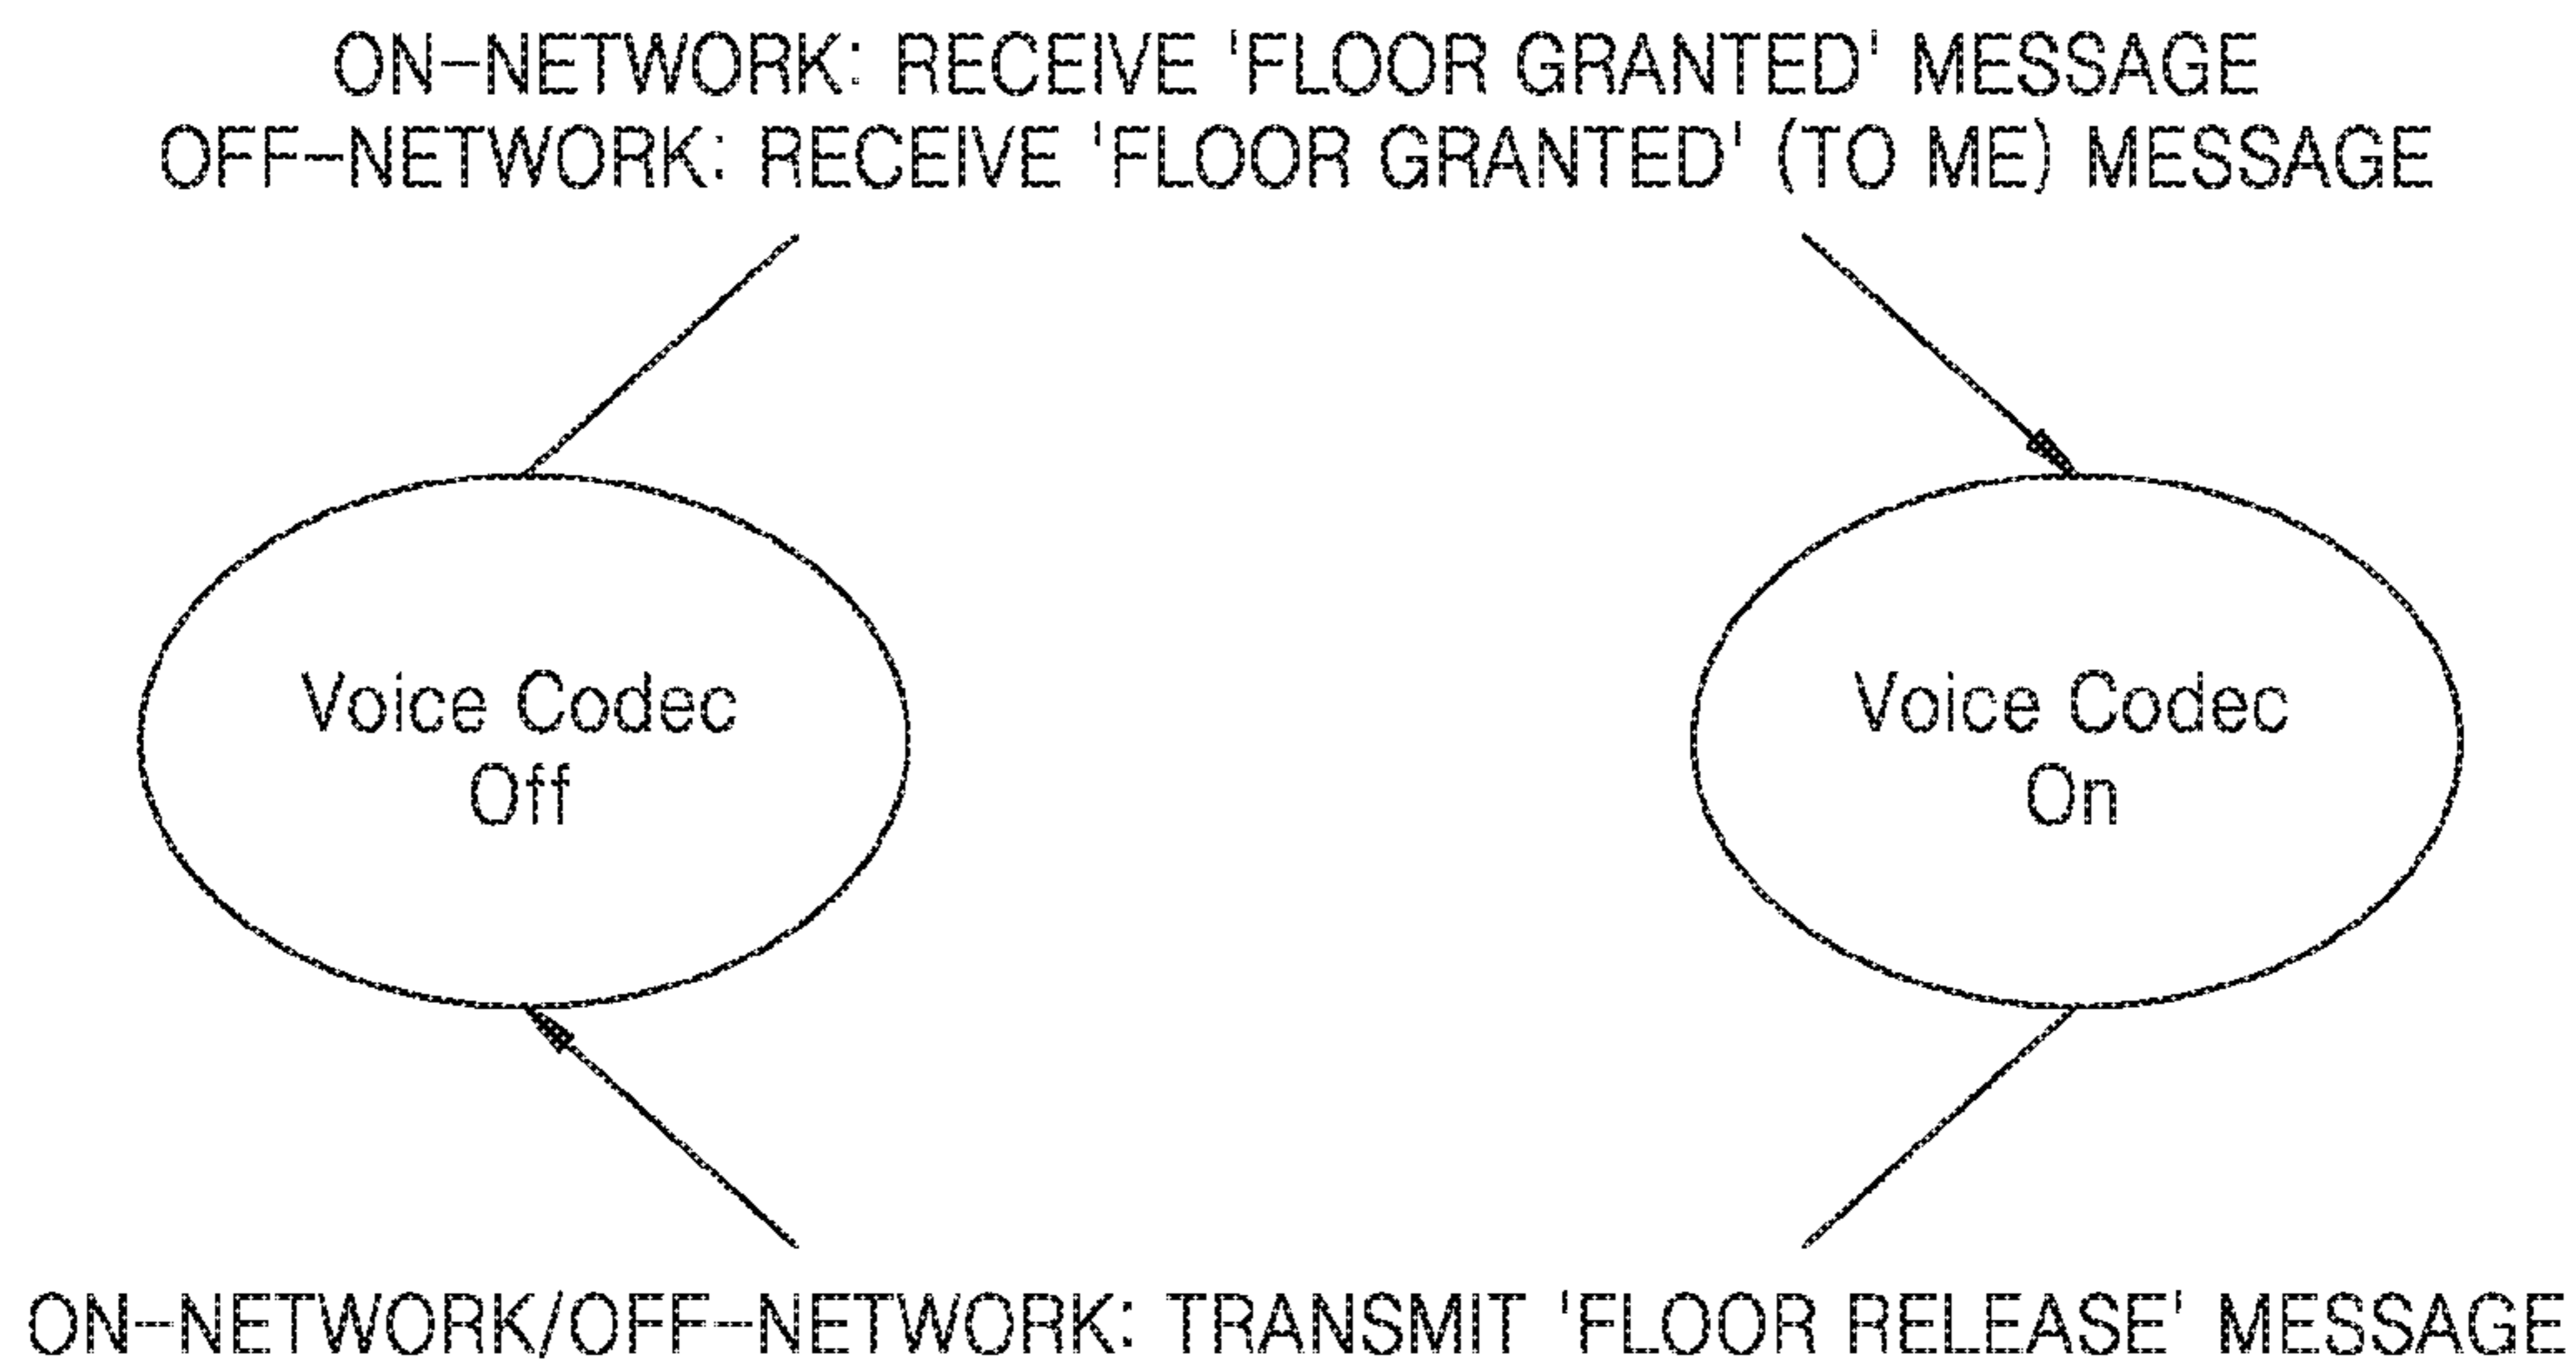 ON-NETWORK: RECEIVE 'FLOOR GRANTED' MESSAGE
OFF-NETWORK: RECEIVE 'FLOOR GRANTED' (TO ME) MESSAGE
Voice Codec
Off
Voice Codec
On
ON-NETWORK/OFF-NETWORK: TRANSMIT 'FLOOR RELEASE' MESSAGE